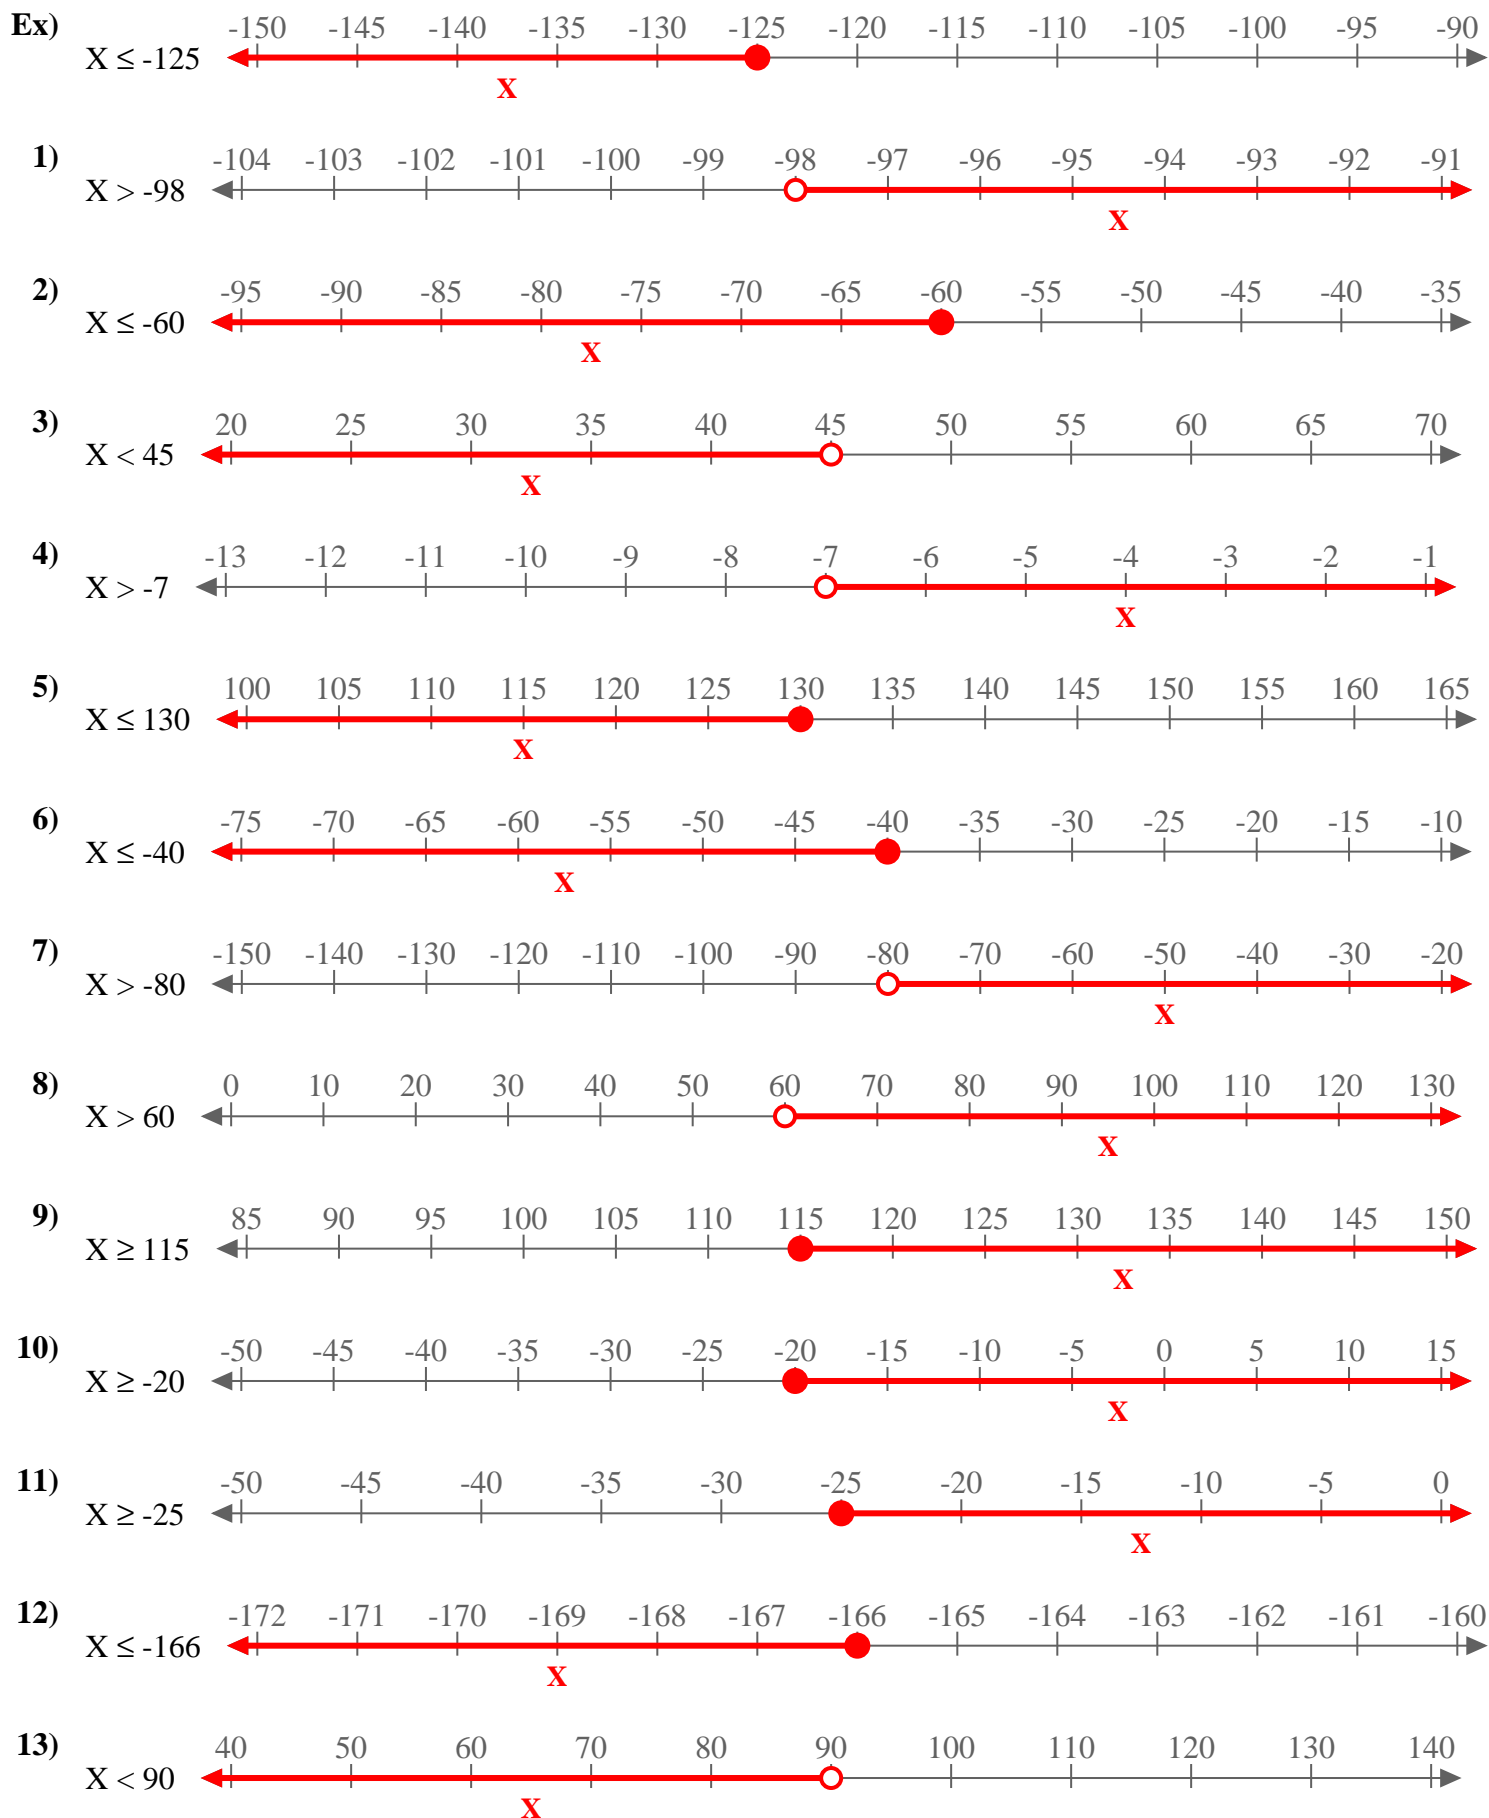 Ex) -150 -145 -140 -135 -130 -125 -120 -115 -110 -105 -100 -95 -90
X ≤ -125
X
1) -104 -103 -102 -101 -100 -99 -98 -97 -96 -95 -94 -93 -92 -91
X > -98
X
2) -95 -90 -85 -80 -75 -70 -65 -60 -55 -50 -45 -40 -35
X ≤ -60
X
3) 20 25 30 35 40 45 50 55 60 65 70
X < 45
X
4) -13 -12 -11 -10 -9 -8 -7 -6 -5 -4 -3 -2 -1
X > -7
X
5) 100 105 110 115 120 125 130 135 140 145 150 155 160 165
X ≤ 130
X
6) -75 -70 -65 -60 -55 -50 -45 -40 -35 -30 -25 -20 -15 -10
X ≤ -40
X
7) -150 -140 -130 -120 -110 -100 -90 -80 -70 -60 -50 -40 -30 -20
X > -80
X
8) 0 10 20 30 40 50 60 70 80 90 100 110 120 130
X > 60
X
9) 85 90 95 100 105 110 115 120 125 130 135 140 145 150
X ≥ 115
X
10) -50 -45 -40 -35 -30 -25 -20 -15 -10 -5 0 5 10 15
X ≥ -20
X
11) -50 -45 -40 -35 -30 -25 -20 -15 -10 -5 0
X ≥ -25
X
12) -172 -171 -170 -169 -168 -167 -166 -165 -164 -163 -162 -161 -160
X ≤ -166
X
13) 40 50 60 70 80 90 100 110 120 130 140
X < 90
X